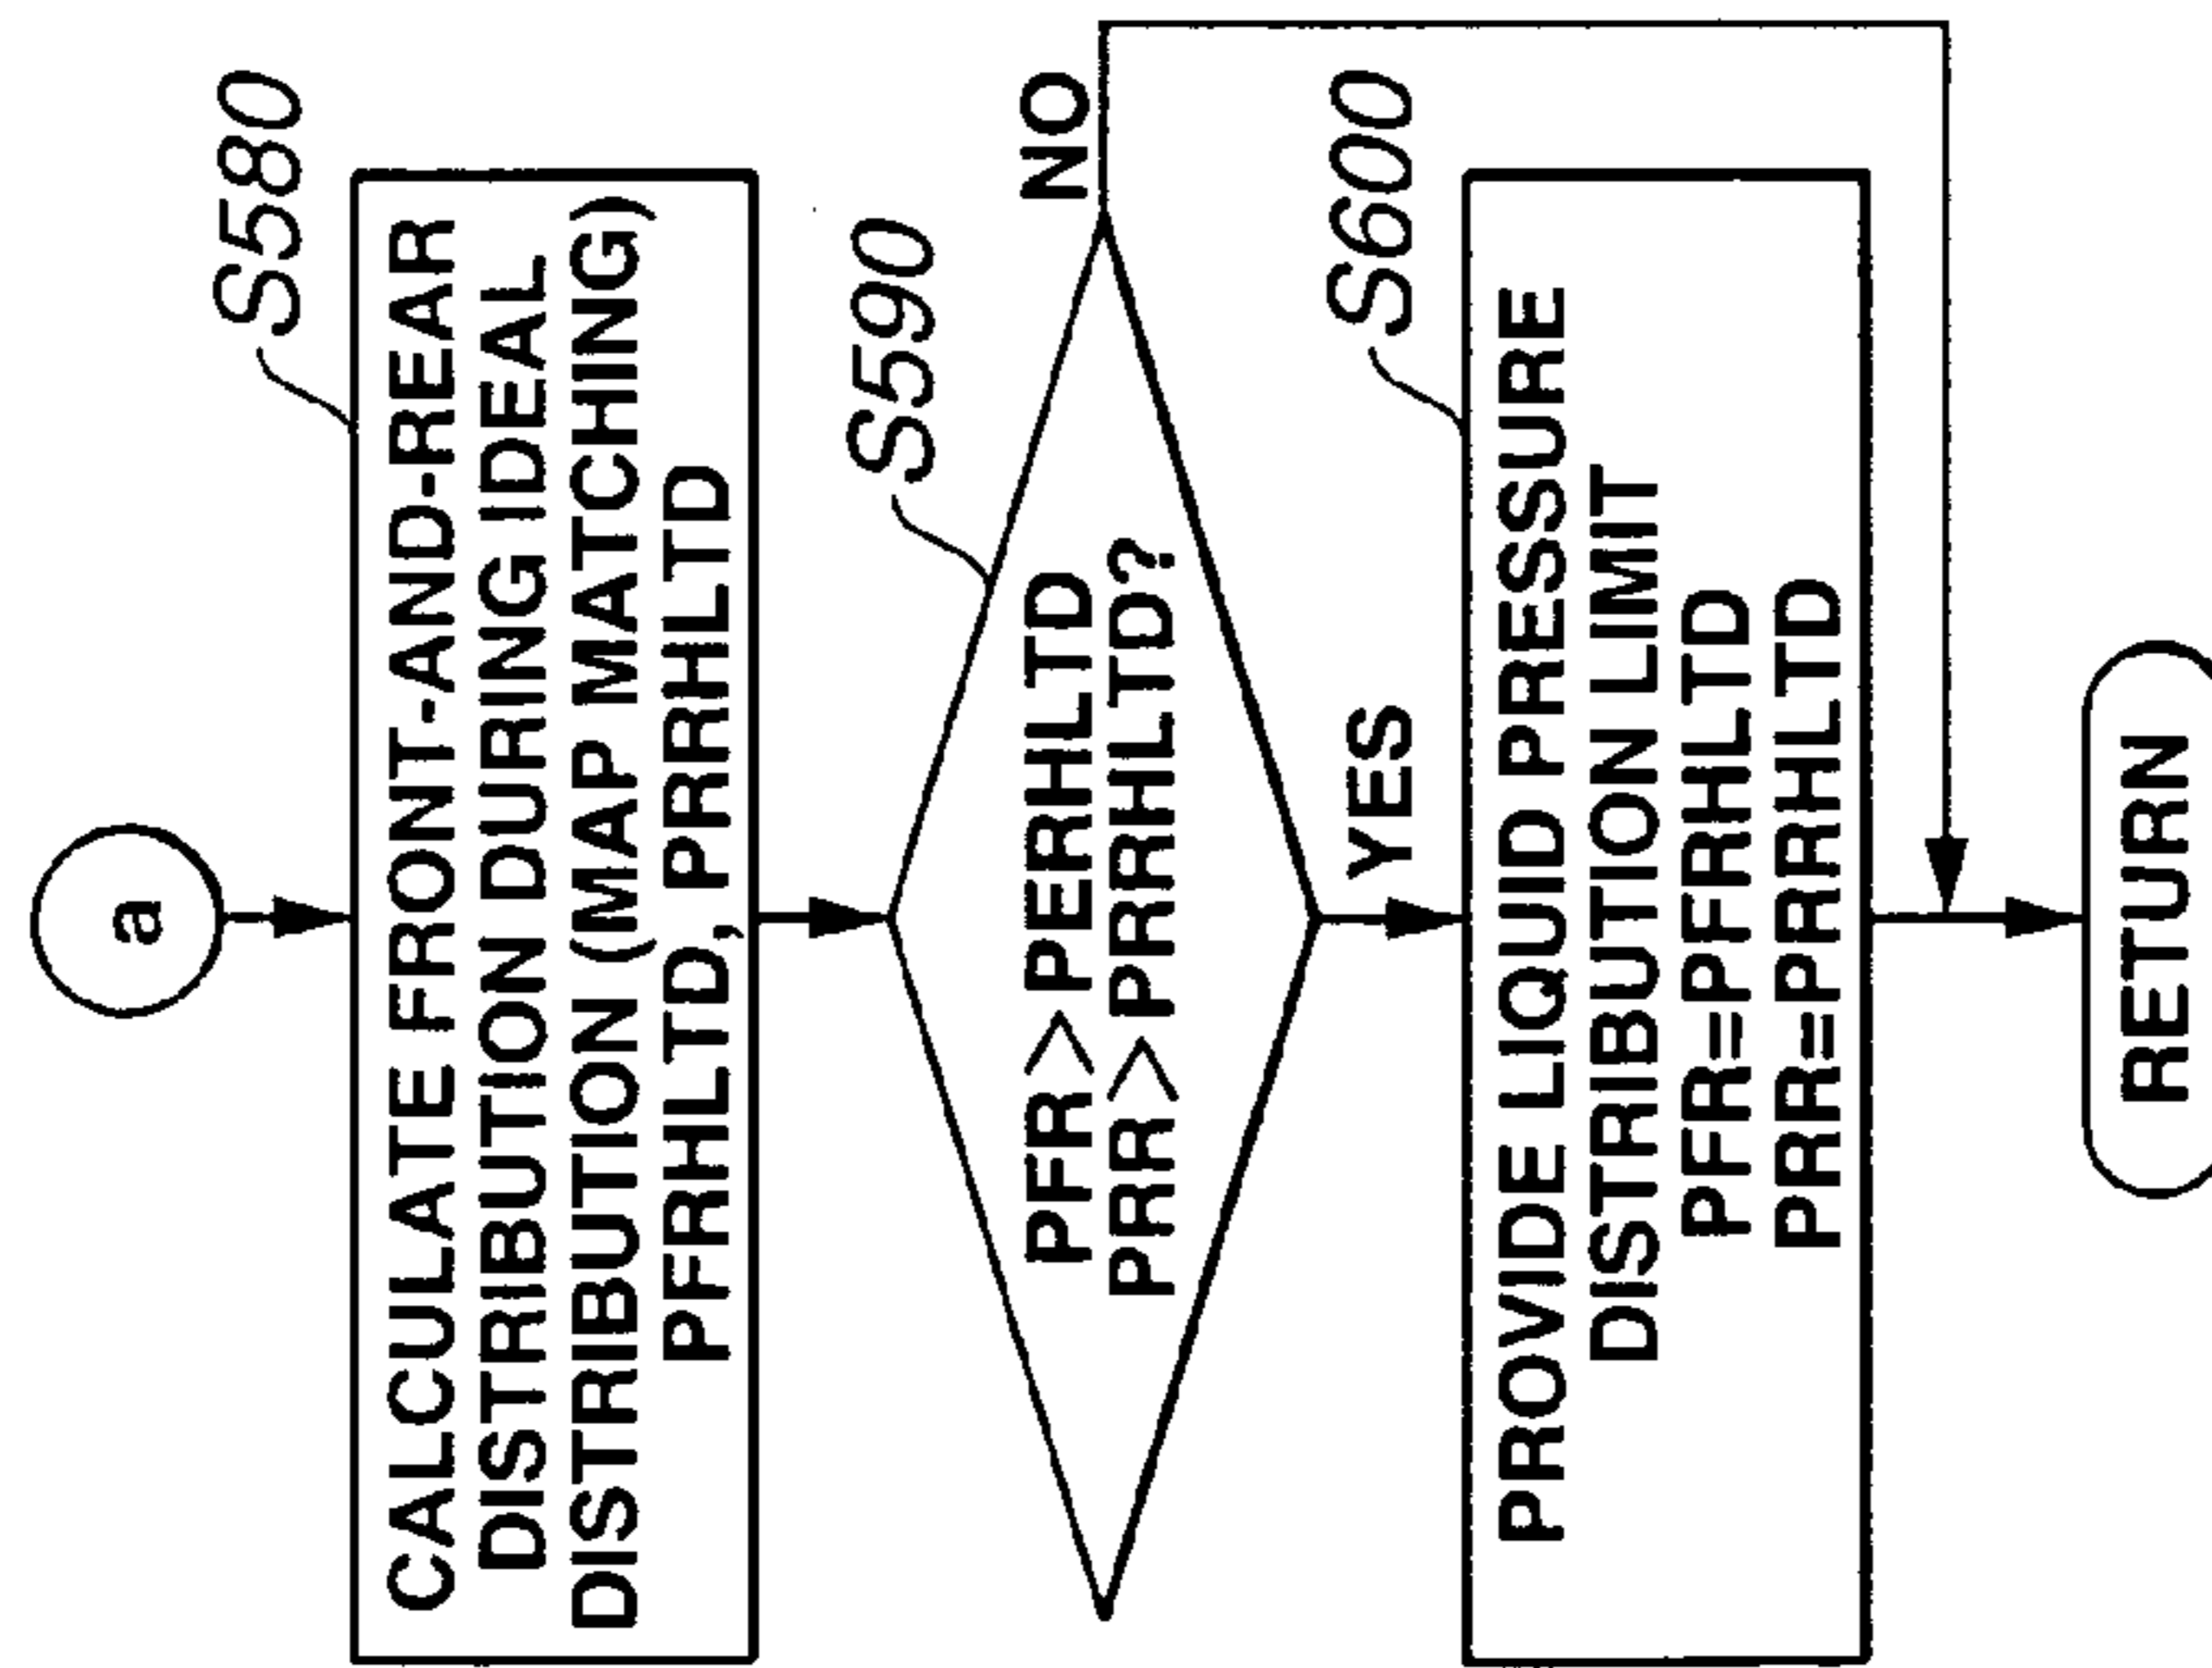 a
S580
CALCULATE FRONT-AND-REAR
DISTRIBUTION DURING IDEAL
DISTRIBUTION (MAP MATCHING)
PFRHLTD, PRRHLTD
S590
PFR>PERHLTD
PRR>PRRHLTD?
NO
YES
S600
PROVIDE LIQUID PRESSURE
DISTRIBUTION LIMIT
PFR=PFRHLTD
PRR=PRRHLTD
RETURN